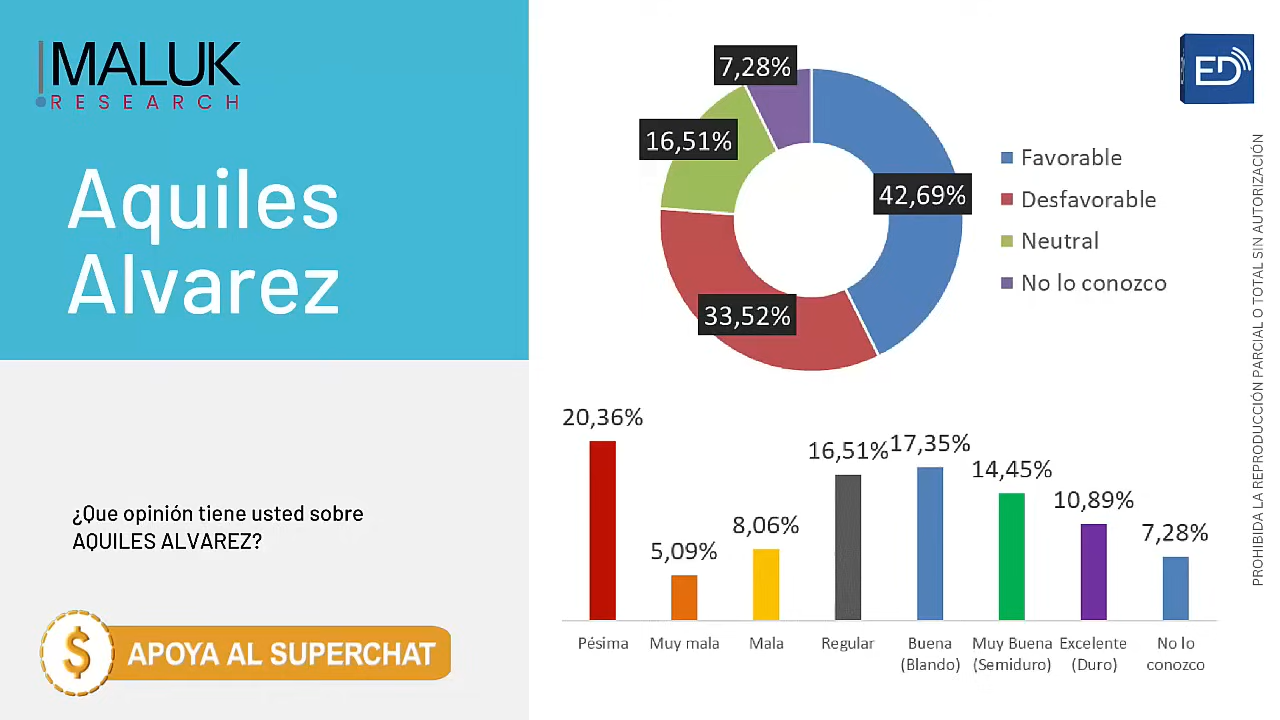 MALUK
RESEARCH
Aquiles
Alvarez
¿Que opinión tiene usted sobre
AQUILES ALVAREZ?
$
APOYA AL SUPERCHAT
7,28%
16,51%
42,69%
33,52%
Favorable
Desfavorable
Neutral
No lo conozco
ED
20,36%
5,09%
8,06%
16,51%
17,35%
14,45%
10,89%
7,28%
Pésima
Muy mala
Mala
Regular
Buena
(Blando)
Muy Buena
(Semiduro)
Excelente
(Duro)
No lo
conozco
PROHIBIDA LA REPRODUCCIÓN PARCIAL O TOTAL SIN AUTORIZACIÓN